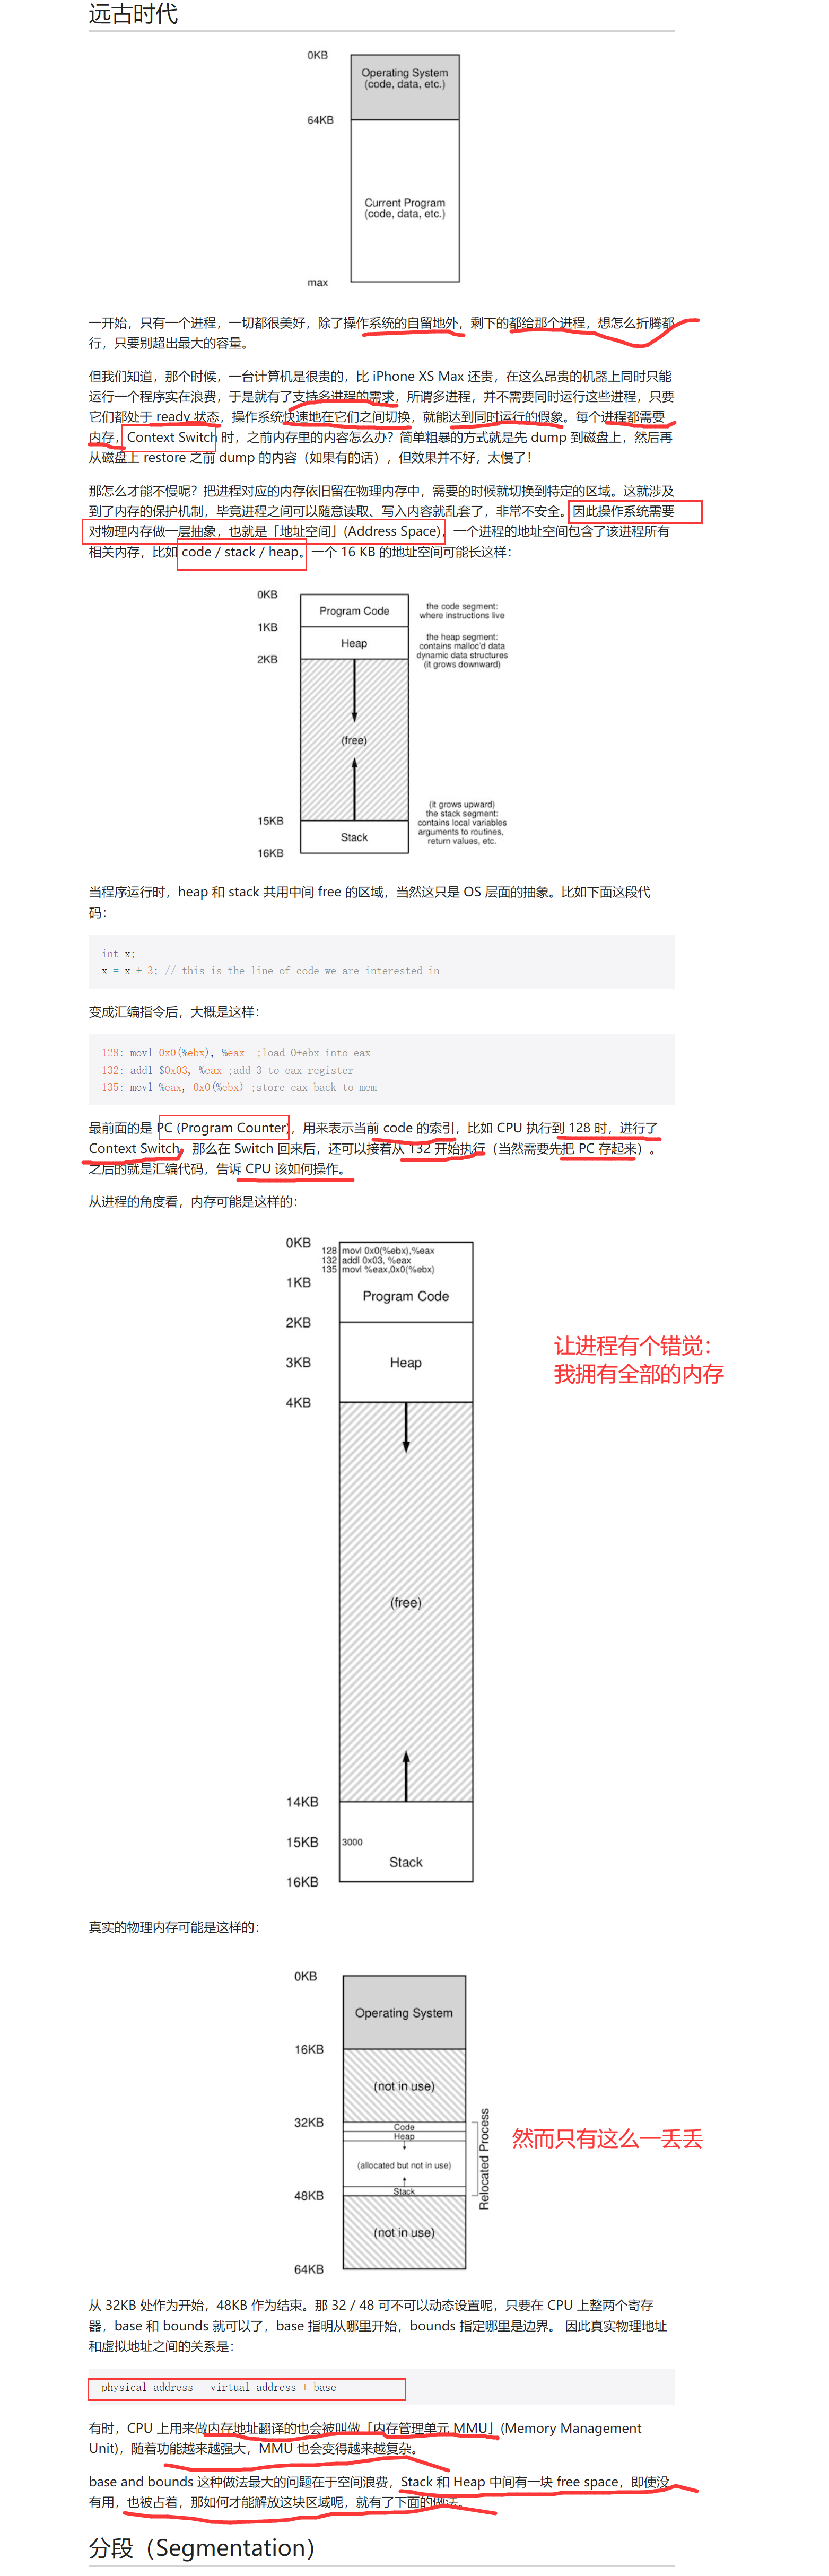 远古时代
0KB
Operating System
(code, data, etc.)
64KB
Current Program
(code, data, etc.)
max
一开始，只有一个进程，一切都很美好，除了操作系统的自留地外，剩下的都给那个进程，想怎么折腾都
行，只要别超出最大的容量。
但我们知道，那个时候，一台计算机是很贵的，比 iPhone XS Max 还贵，在这么昂贵的机器上同时只能
运行一个程序实在浪费，于是就有了支持多进程的需求，所谓多进程，并不需要同时运行这些进程，只要
它们都处于 ready 状态，操作系统快速地在它们之间切换，就能达到同时运行的假象。每个进程都需要
内存，Context Switch 时，之前内存里的内容怎么办？简单粗暴的方式就是先 dump 到磁盘上，然后再
从磁盘上 restore 之前 dump 的内容（如果有的话），但效果并不好，太慢了！
那怎么才能不慢呢？把进程对应的内存依旧留在物理内存中，需要的时候就切换到特定的区域。这就涉及
到了内存的保护机制，毕竟进程之间可以随意读取、写入内容就乱套了，非常不安全。因此操作系统需要
对物理内存做一层抽象，也就是「地址空间」(Address Space)，一个进程的地址空间包含了该进程所有
相关内存，比如 code / stack / heap。一个 16 KB 的地址空间可能长这样：
0KB
Program Code
the code segment:
where instructions live
1KB
Heap
the heap segment:
contains malloc'd data
dynamic data structures
(it grows downward)
2KB
(free)
(it grows upward)
the stack segment:
contains local variables
arguments to routines,
return values, etc.
15KB
Stack
16KB
当程序运行时，heap 和 stack 共用中间 free 的区域，当然这只是 OS 层面的抽象。比如下面这段代
码：
int x;
x = x + 3; // this is the line of code we are interested in
变成汇编指令后，大概是这样：
128: movl 0x0(%ebx), %eax ;load 0+ebx into eax
132: addl $0x03, %eax ;add 3 to eax register
135: movl %eax, 0x0(%ebx) ;store eax back to mem
最前面的是 PC (Program Counter)，用来表示当前 code 的索引，比如 CPU 执行到 128 时，进行了
Context Switch，那么在 Switch 回来后，还可以接着从 132 开始执行（当然需要先把 PC 存起来）。
之后的就是汇编代码，告诉 CPU 该如何操作。
从进程的角度看，内存可能是这样的：
0KB
128 movl 0x0(%ebx),%eax
132 addl 0x03, %eax
135 movl %eax,0x0(%ebx)
1KB
Program Code
2KB
让进程有个错觉：
我拥有全部的内存
3KB
Heap
4KB
(free)
14KB
15KB
3000
Stack
16KB
真实的物理内存可能是这样的：
0KB
Operating System
16KB
(not in use)
32KB
Code
Heap
(allocated but not in use)
Stack
Relocated Process
然而只有这么一丢丢
48KB
(not in use)
64KB
从 32KB 处作为开始，48KB 作为结束。那 32 / 48 可不可以动态设置呢，只要在 CPU 上整两个寄存
器，base 和 bounds 就可以了，base 指明从哪里开始，bounds 指定哪里是边界。 因此真实物理地址
和虚拟地址之间的关系是：
physical address = virtual address + base
有时，CPU 上用来做内存地址翻译的也会被叫做「内存管理单元 MMU」(Memory Management
Unit)，随着功能越来越强大，MMU 也会变得越来越复杂。
base and bounds 这种做法最大的问题在于空间浪费，Stack 和 Heap 中间有一块 free space，即使没
有用，也被占着，那如何才能解放这块区域呢，就有了下面的做法。
分段（Segmentation）